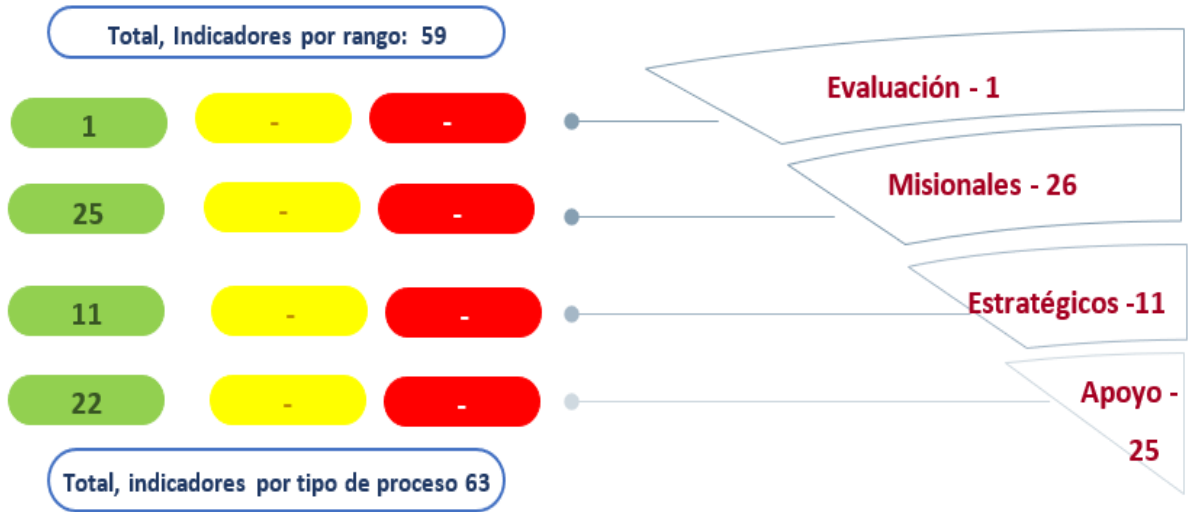 Total, Indicadores por rango: 59
Evaluación - 1
1 - -
Misionales - 26
25 - -
Estratégicos -11
11 - -
Apoyo -
25
22 - -
Total, indicadores por tipo de proceso 63